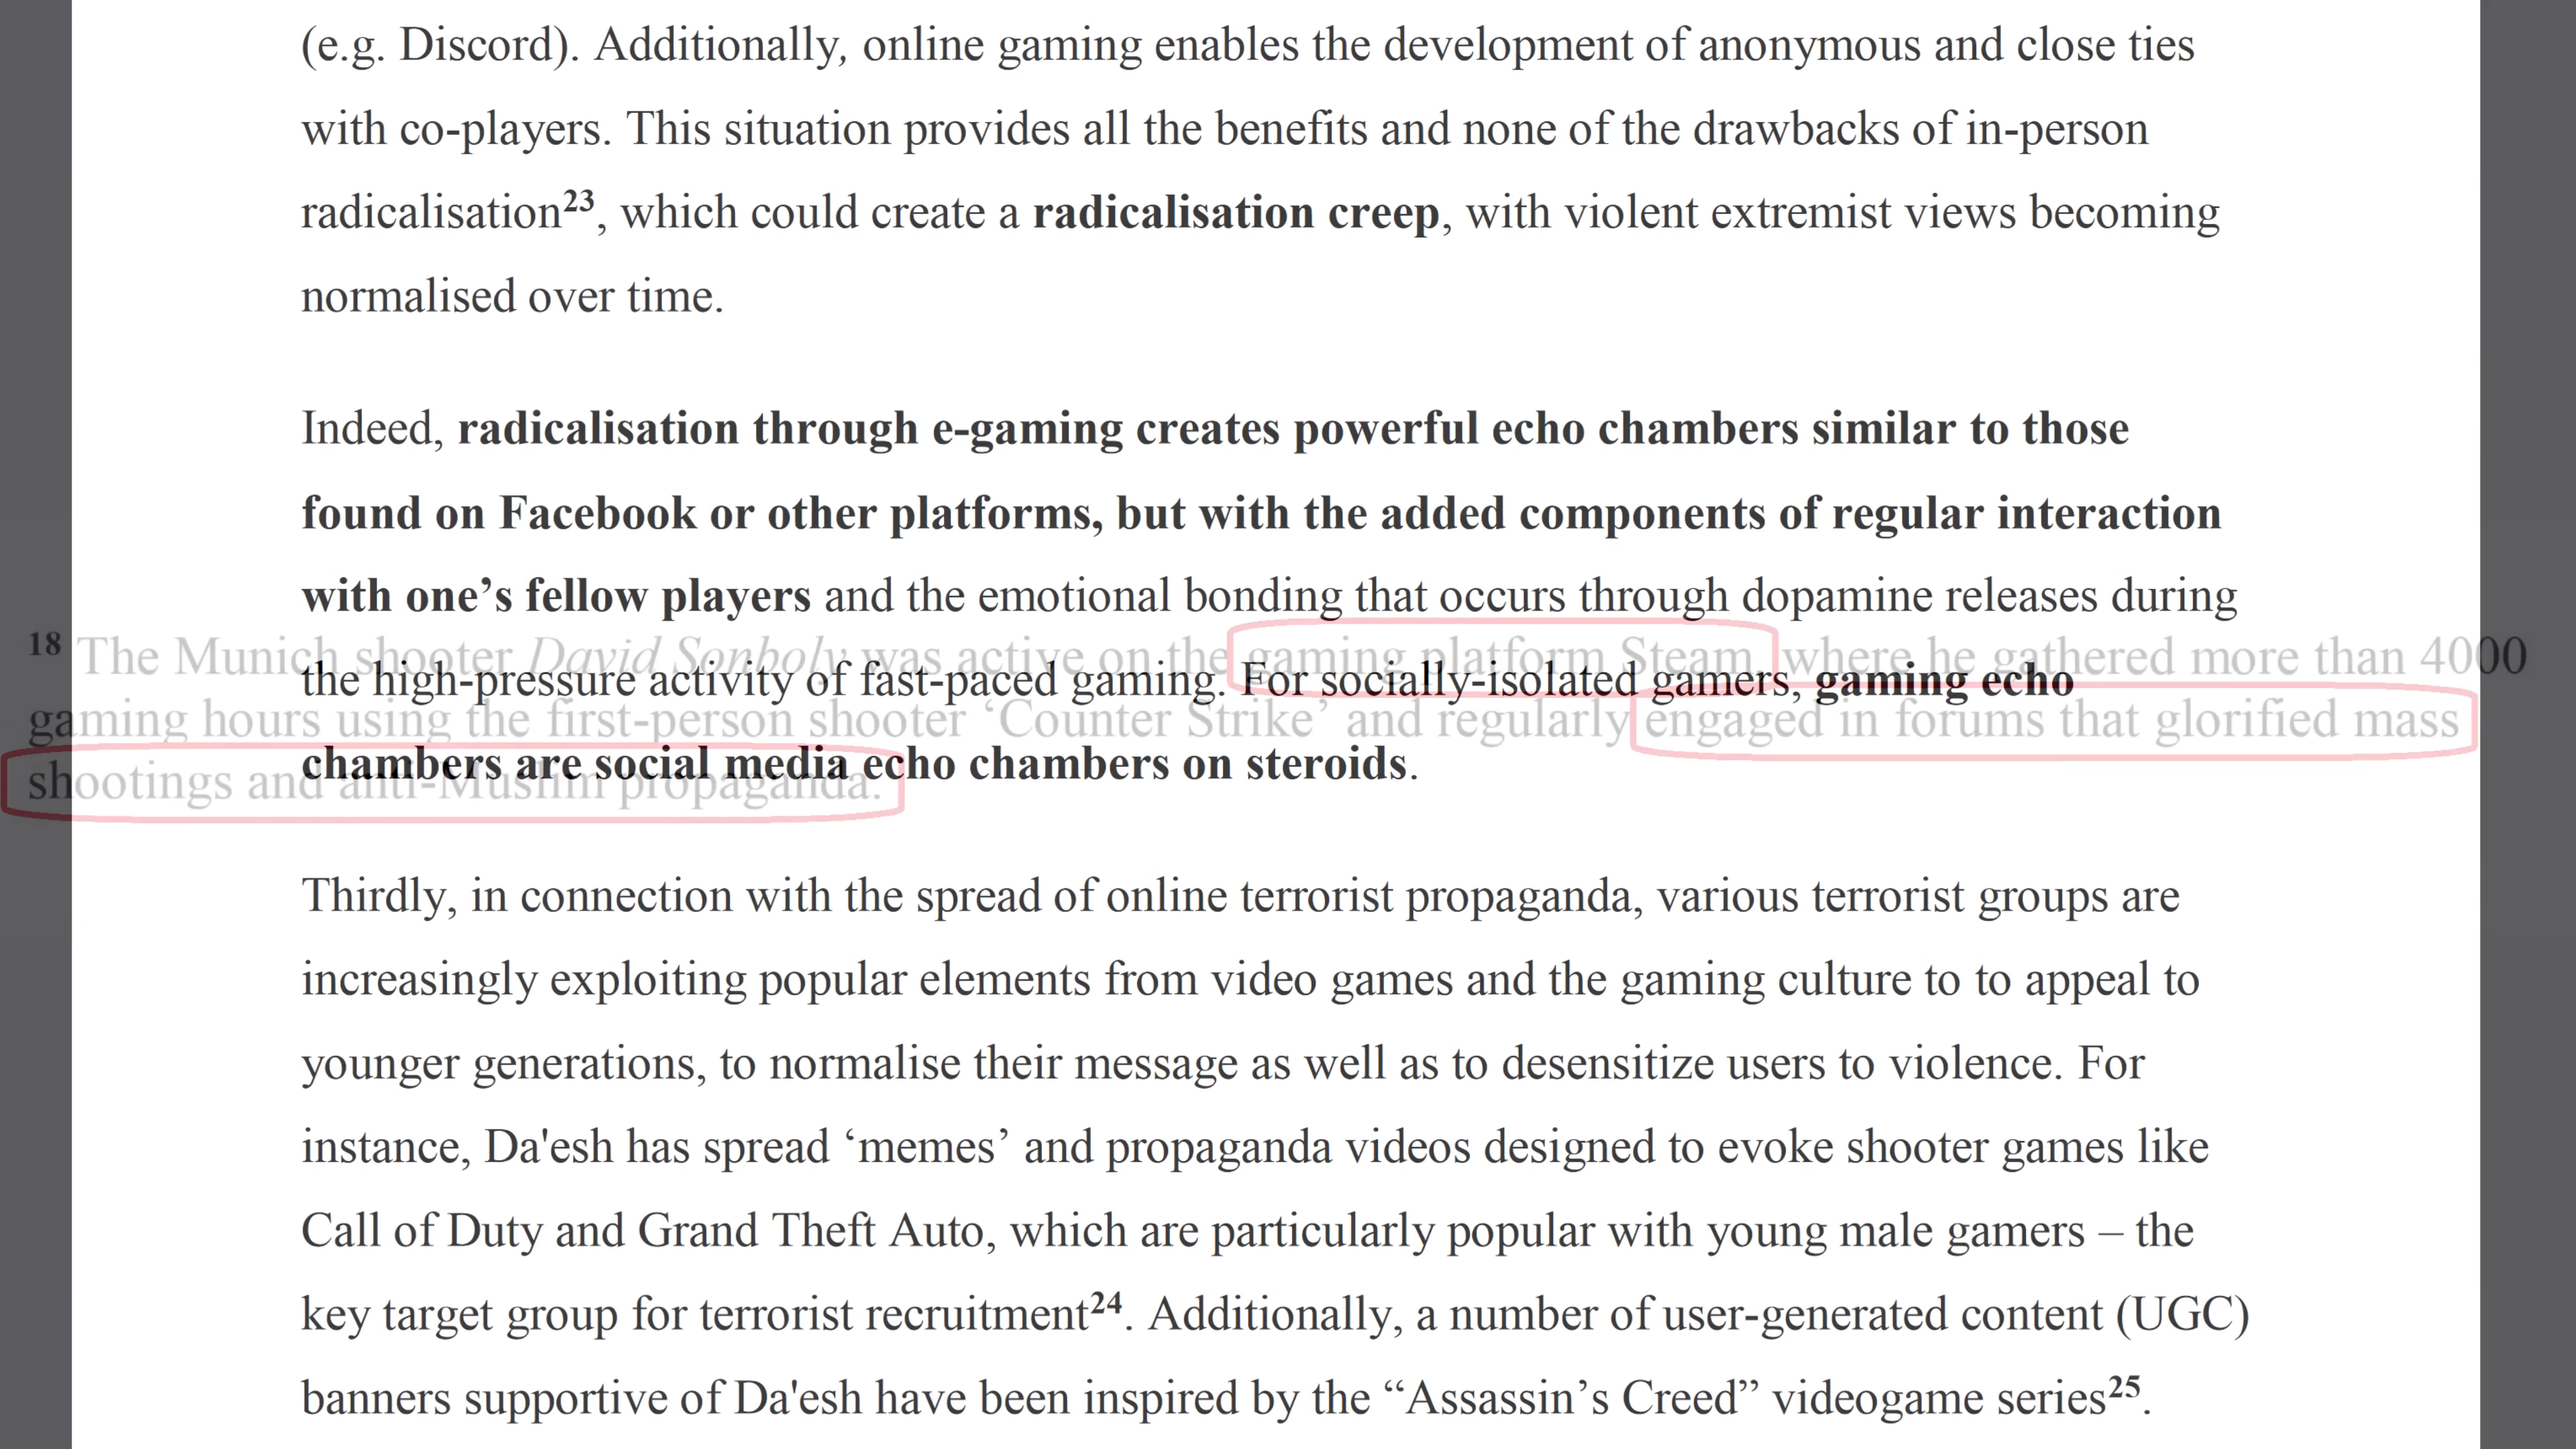 (e.g. Discord). Additionally, online gaming enables the development of anonymous and close ties
with co-players. This situation provides all the benefits and none of the drawbacks of in-person
radicalisation23, which could create a radicalisation creep, with violent extremist views becoming
normalised over time.
Indeed, radicalisation through e-gaming creates powerful echo chambers similar to those
found on Facebook or other platforms, but with the added components of regular interaction
with one’s fellow players and the emotional bonding that occurs through dopamine releases during
18 The Munich shooter David Sonboly was active on the gaming platform Steam, where he gathered more than 4000
the high-pressure activity of fast-paced gaming. For socially-isolated gamers, gaming echo
gaming hours using the first-person shooter ‘Counter Strike’ and regularly engaged in forums that glorified mass
chambers are social media echo chambers on steroids.
shootings and anti-Muslim propaganda.
Thirdly, in connection with the spread of online terrorist propaganda, various terrorist groups are
increasingly exploiting popular elements from video games and the gaming culture to to appeal to
younger generations, to normalise their message as well as to desensitize users to violence. For
instance, Da'esh has spread ‘memes’ and propaganda videos designed to evoke shooter games like
Call of Duty and Grand Theft Auto, which are particularly popular with young male gamers – the
key target group for terrorist recruitment24. Additionally, a number of user-generated content (UGC)
banners supportive of Da'esh have been inspired by the “Assassin’s Creed” videogame series25.